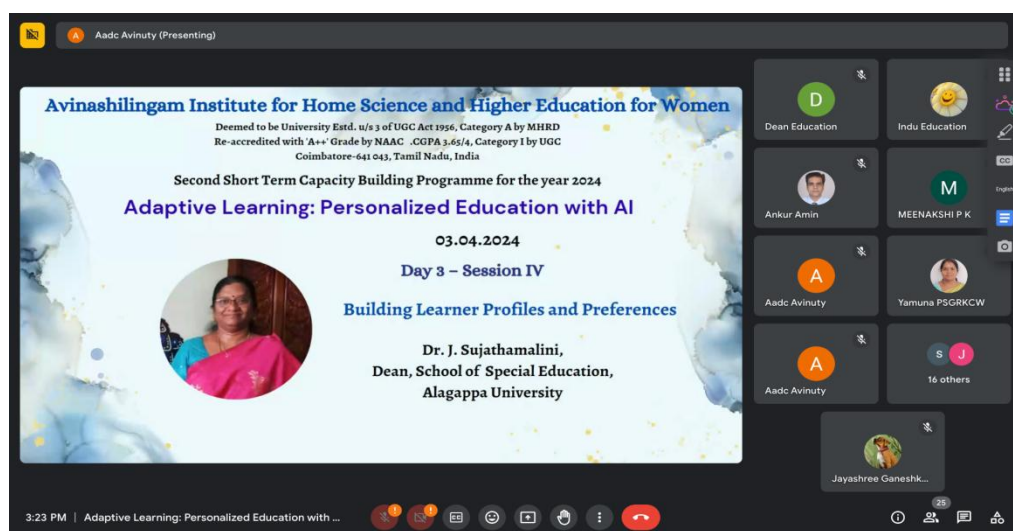 A
Aadc Avinuty (Presenting)
Avinashilingam Institute for Home Science and Higher Education for Women
Deemed to be University Estd. u/s 3 of UGC Act 1956, Category A by MHRD
Re-accredited with 'A++' Grade by NAAC .CGPA 3.65/4, Category I by UGC
Coimbatore-641 043, Tamil Nadu, India
Second Short Term Capacity Building Programme for the year 2024
Adaptive Learning: Personalized Education with AI
03.04.2024
Day 3 – Session IV
Building Learner Profiles and Preferences
Dr. J. Sujathamalini,
Dean, School of Special Education,
Alagappa University
D
Dean Education
Indu Education
Ankur Amin
M
MEENAKSHI P K
A
Aadc Avinuty
Yamuna PSGRKCW
A
Aadc Avinuty
S J
16 others
Jayashree Ganeshk...
CC
English
3:23 PM | Adaptive Learning: Personalized Education with ...
CC
25